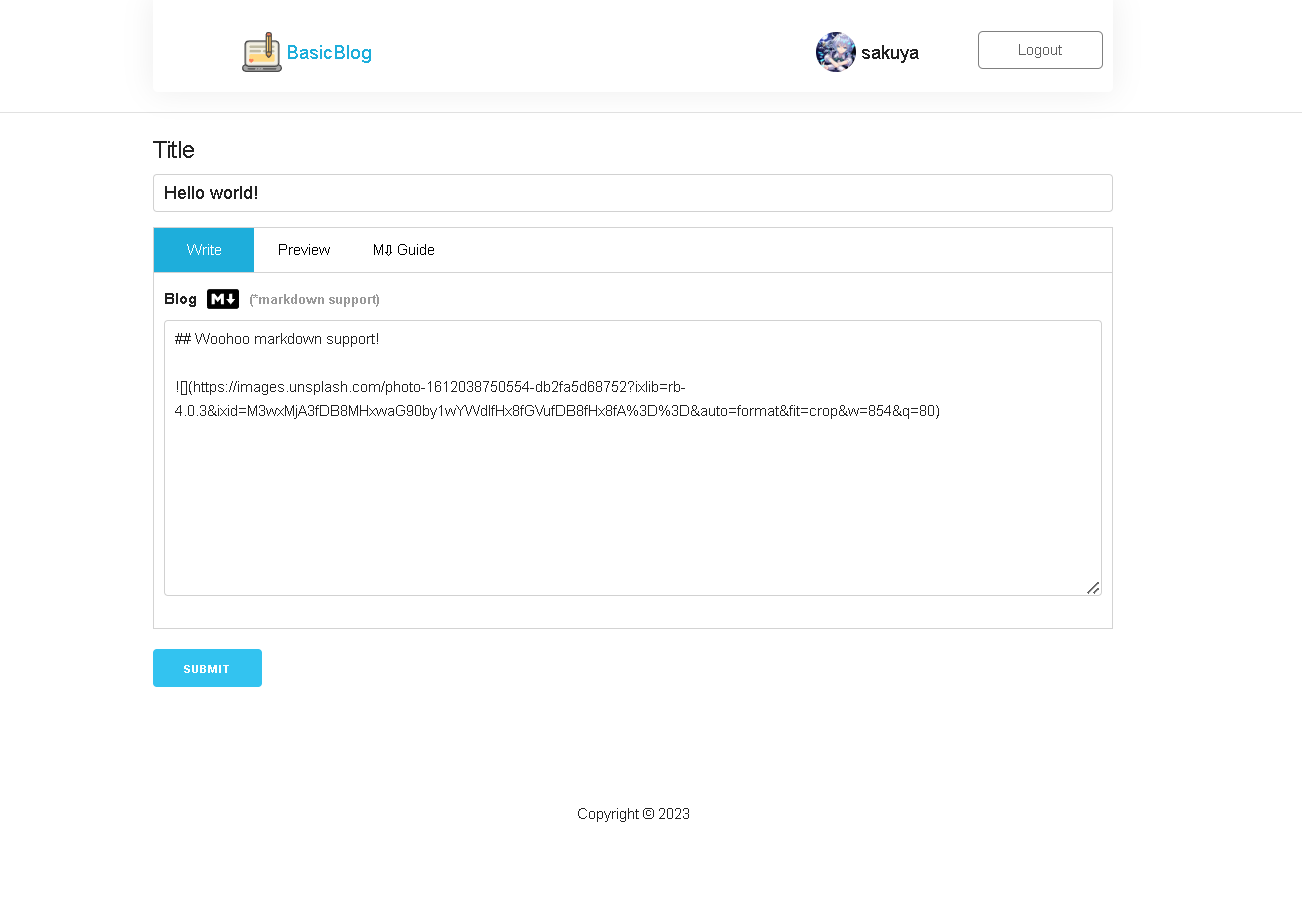 BasicBlog
sakuya
Logout
Title
Hello world!
Write
Preview
M⇩ Guide
Blog M↓ (*markdown support)
## Woohoo markdown support!
![](https://images.unsplash.com/photo-1612038750554-db2fa5d68752?ixlib=rb-
4.0.3&ixid=M3wxMjA3fDB8MHxwaG90by1wYWdlfHx8fGVufDB8fHx8fA%3D%3D&auto=format&fit=crop&w=854&q=80)
SUBMIT
Copyright © 2023